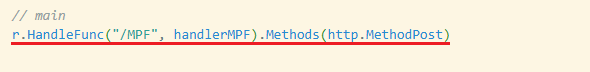 // main
r.HandleFunc("/MPF", handlerMPF).Methods(http.MethodPost)